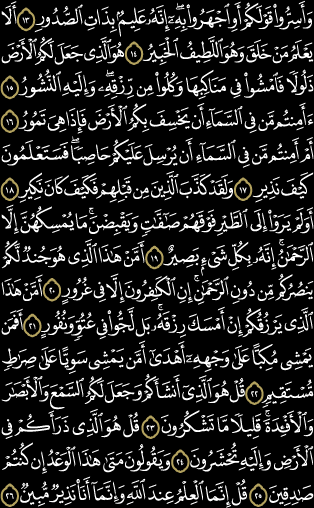 وَأَسِرُّوا۟ قَوْلَكُمْ أَوِ ٱجْهَرُوا۟ بِهِۦٓ ۖ إِنَّهُۥ عَلِيمٌۢ بِذَاتِ ٱلصُّدُورِ ١٣ أَلَا
يَعْلَمُ مَنْ خَلَقَ وَهُوَ ٱللَّطِيفُ ٱلْخَبِيرُ ١٤ هُوَ ٱلَّذِى جَعَلَ لَكُمُ ٱلْأَرْضَ
ذَلُولًا فَٱمْشُوا۟ فِى مَنَاكِبِهَا وَكُلُوا۟ مِن رِّزْقِهِۦ ۖ وَإِلَيْهِ ٱلنُّشُورُ ١٥
ءَأَمِنتُم مَّن فِى ٱلسَّمَآءِ أَن يَخْسِفَ بِكُمُ ٱلْأَرْضَ فَإِذَا هِىَ تَمُورُ ١٦
أَمْ أَمِنتُم مَّن فِى ٱلسَّمَآءِ أَن يُرْسِلَ عَلَيْكُمْ حَاصِبًا ۖ فَسَتَعْلَمُونَ
كَيْفَ نَذِيرِ ١٧ وَلَقَدْ كَذَّبَ ٱلَّذِينَ مِن قَبْلِهِمْ فَكَيْفَ كَانَ نَكِيرِ ١٨
أَوَلَمْ يَرَوْا۟ إِلَى ٱلطَّيْرِ فَوْقَهُمْ صَٰٓفَّٰتٍ وَيَقْبِضْنَ ۚ مَا يُمْسِكُهُنَّ إِلَّا
ٱلرَّحْمَٰنُ ۚ إِنَّهُۥ بِكُلِّ شَىْءٍۭ بَصِيرٌ ١٩ أَمَّنْ هَٰذَا ٱلَّذِى هُوَ جُندٌ لَّكُمْ
يَنصُرُكُم مِّن دُونِ ٱلرَّحْمَٰنِ ۚ إِنِ ٱلْكَٰفِرُونَ إِلَّا فِى غُرُورٍ ٢٠ أَمَّنْ هَٰذَا
ٱلَّذِى يَرْزُقُكُمْ إِنْ أَمْسَكَ رِزْقَهُۥ ۚ بَل لَّجُّوا۟ فِى عُتُوٍّ وَنُفُورٍ ٢١ أَفَمَن
يَمْشِى مُكِبًّا عَلَىٰ وَجْهِهِۦٓ أَهْدَىٰٓ أَمَّن يَمْشِى سَوِيًّا عَلَىٰ صِرَٰطٍ
مُّسْتَقِيمٍ ٢٢ قُلْ هُوَ ٱلَّذِىٓ أَنشَأَكُمْ وَجَعَلَ لَكُمُ ٱلسَّمْعَ وَٱلْأَبْصَٰرَ
وَٱلْأَفْـِٔدَةَ ۖ قَلِيلًا مَّا تَشْكُرُونَ ٢٣ قُلْ هُوَ ٱلَّذِى ذَرَأَكُمْ فِى
ٱلْأَرْضِ وَإِلَيْهِ تُحْشَرُونَ ٢٤ وَيَقُولُونَ مَتَىٰ هَٰذَا ٱلْوَعْدُ إِن كُنتُمْ
صَٰدِقِينَ ٢٥ قُلْ إِنَّمَا ٱلْعِلْمُ عِندَ ٱللَّهِ وَإِنَّمَآ أَنَا۠ نَذِيرٌ مُّبِينٌ ٢٦